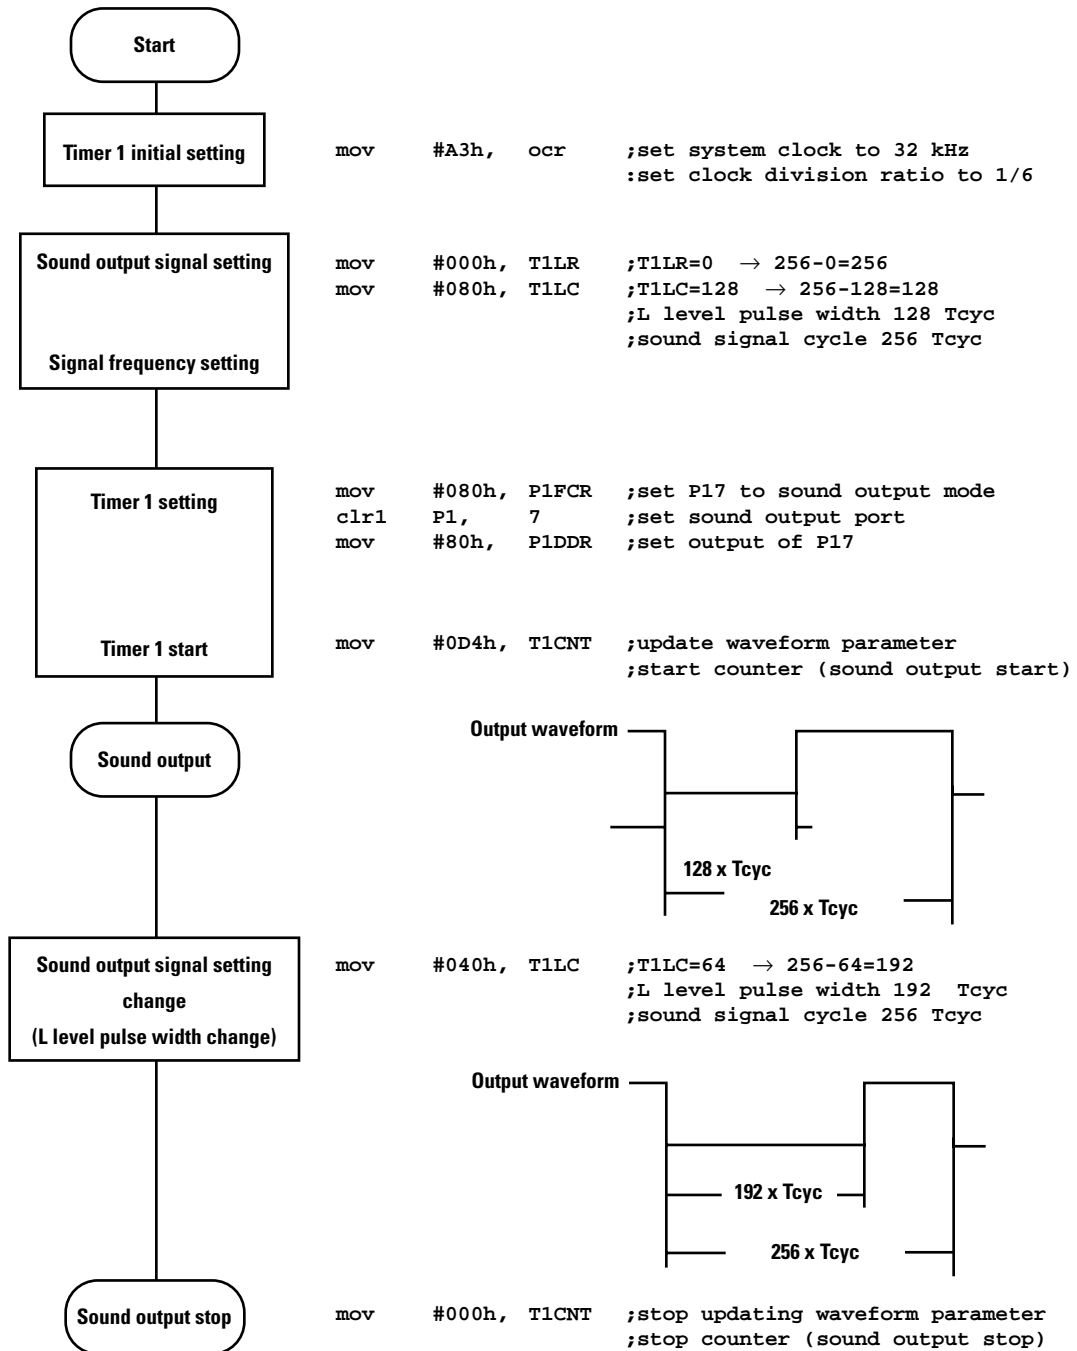 Start
Timer 1 initial setting
mov #A3h, ocr ;set system clock to 32 kHz
:set clock division ratio to 1/6
Sound output signal setting
mov #000h, T1LR ;T1LR=0 → 256-0=256
mov #080h, T1LC ;T1LC=128 → 256-128=128
;L level pulse width 128 Tcyc
;sound signal cycle 256 Tcyc
Signal frequency setting
Timer 1 setting
mov #080h, P1FCR ;set P17 to sound output mode
clr1 P1, 7 ;set sound output port
mov #80h, P1DDR ;set output of P17
Timer 1 start
mov #0D4h, T1CNT ;update waveform parameter
;start counter (sound output start)
Output waveform
Sound output
128 x Tcyc
256 x Tcyc
Sound output signal setting
change
(L level pulse width change)
mov #040h, T1LC ;T1LC=64 → 256-64=192
;L level pulse width 192 Tcyc
;sound signal cycle 256 Tcyc
Output waveform
192 x Tcyc
256 x Tcyc
Sound output stop
mov #000h, T1CNT ;stop updating waveform parameter
;stop counter (sound output stop)